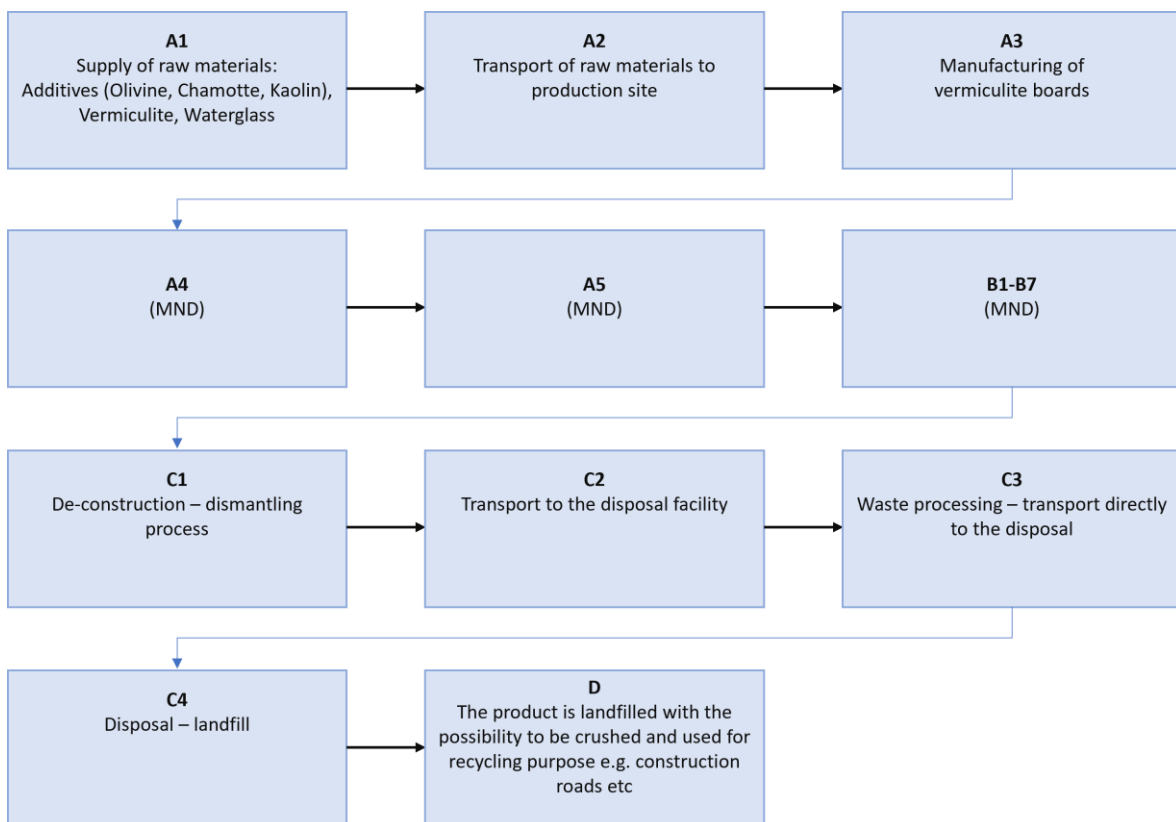 A1
Supply of raw materials:
Additives (Olivine, Chamotte, Kaolin),
Vermiculite, Waterglass
A2
Transport of raw materials to
production site
A3
Manufacturing of
vermiculite boards
A4
(MND)
A5
(MND)
B1-B7
(MND)
C1
De-construction – dismantling
process
C2
Transport to the disposal facility
C3
Waste processing – transport directly
to the disposal
C4
Disposal – landfill
D
The product is landfilled with the
possibility to be crushed and used for
recycling purpose e.g. construction
roads etc